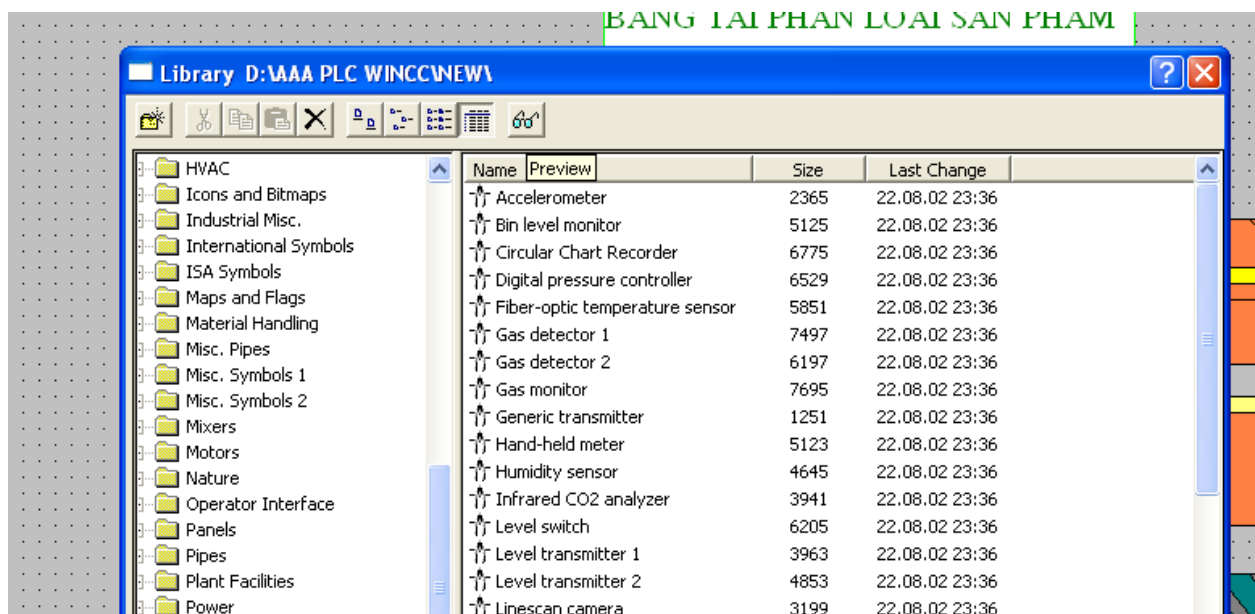 BANG TAI PHAN LOAI SAN PHAM
Library D:\AAA PLC WINCC\NEW\
HVAC
Icons and Bitmaps
Industrial Misc.
International Symbols
ISA Symbols
Maps and Flags
Material Handling
Misc. Pipes
Misc. Symbols 1
Misc. Symbols 2
Mixers
Motors
Nature
Operator Interface
Panels
Pipes
Plant Facilities
Power
Name Preview Size Last Change
Accelerometer 2365 22.08.02 23:36
Bin level monitor 5125 22.08.02 23:36
Circular Chart Recorder 6775 22.08.02 23:36
Digital pressure controller 6529 22.08.02 23:36
Fiber-optic temperature sensor 5851 22.08.02 23:36
Gas detector 1 7497 22.08.02 23:36
Gas detector 2 6197 22.08.02 23:36
Gas monitor 7695 22.08.02 23:36
Generic transmitter 1251 22.08.02 23:36
Hand-held meter 5123 22.08.02 23:36
Humidity sensor 4645 22.08.02 23:36
Infrared CO2 analyzer 3941 22.08.02 23:36
Level switch 6205 22.08.02 23:36
Level transmitter 1 3963 22.08.02 23:36
Level transmitter 2 4853 22.08.02 23:36
Linescan camera 3199 22.08.02 23:36